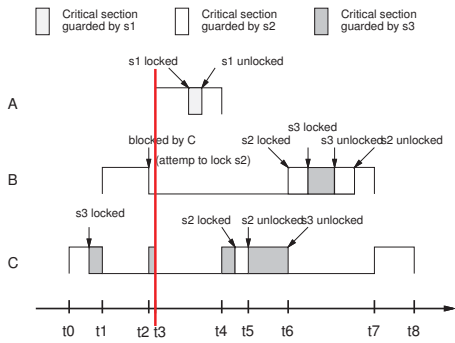 Critical section
guarded by s1
Critical section
guarded by s2
Critical section
guarded by s3
s1 locked
s1 unlocked
A
blocked by C
(attemp to lock s2)
s2 locked
s3 locked
s3 unlocked
s2 unlocked
B
s3 locked
s2 locked
s2 unlocked
s3 unlocked
C
t0
t1
t2
t3
t4
t5
t6
t7
t8